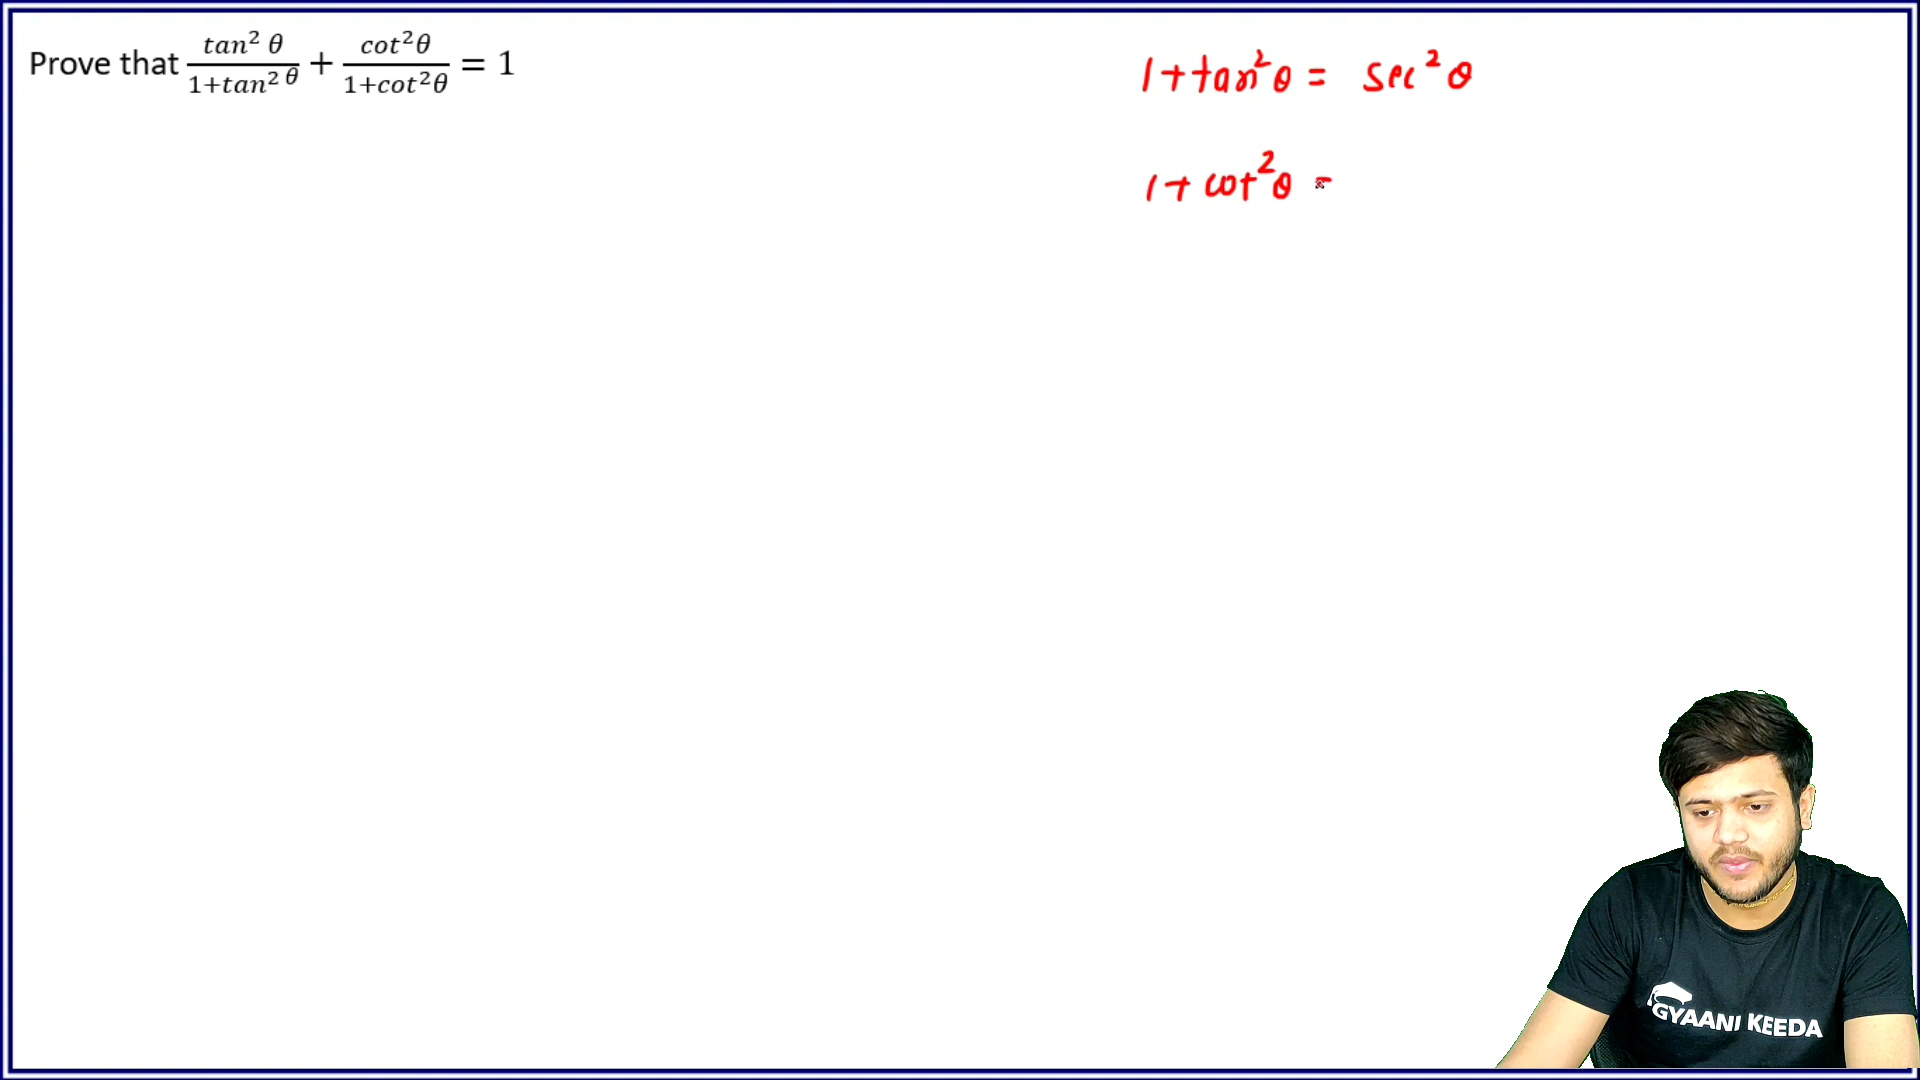 Prove that tan² θ / 1+tan² θ + cot²θ / 1+cot²θ = 1
1+tan²θ = sec²θ
1+cot²θ =
GYAANI KEEDA